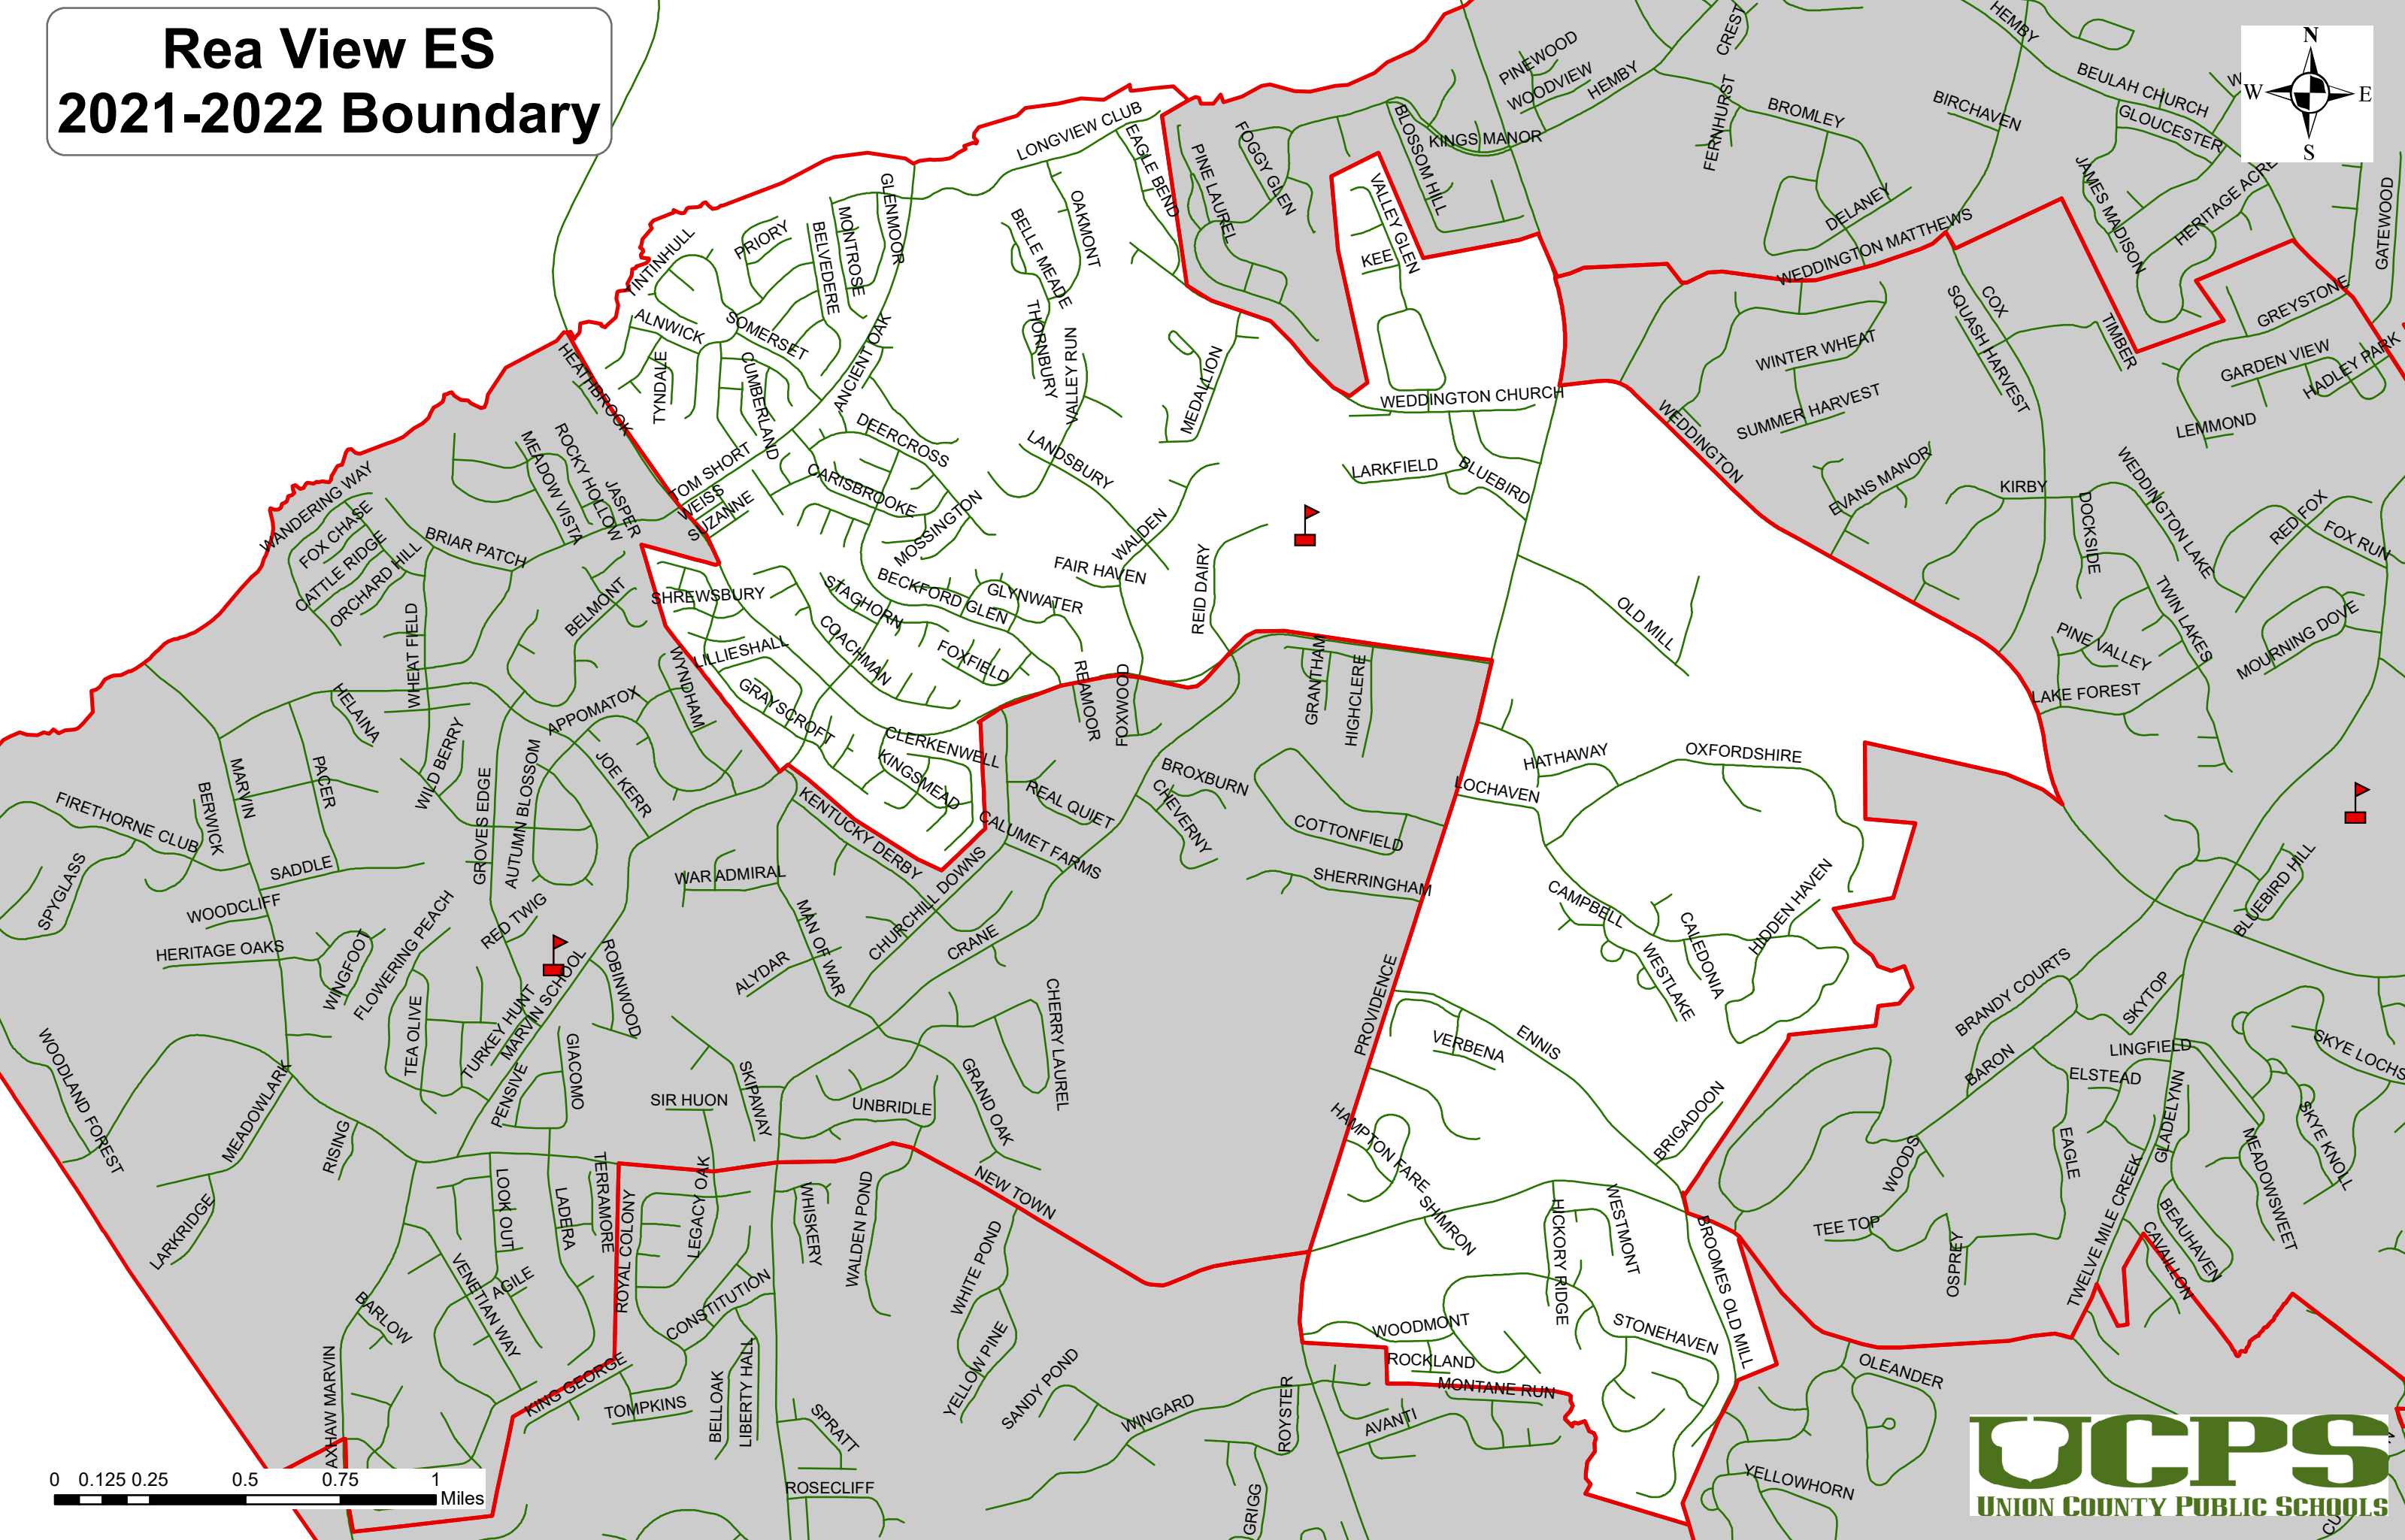 Rea View ES
2021-2022 Boundary
N
W
E
S
HEMBY
CREST
PINEWOOD
WOODVIEW
HEMBY
BEULAH CHURCH
GLOUCESTER
BIRCHAVEN
BROMLEY
FERNHURST
KINGS MANOR
BLOSSOM HILL
FOGGY GLEN
PINE LAUREL
LONGVIEW CLUB
EAGLE BEND
JAMES MADISON
HERITAGE ACRE
GATEWOOD
DELANEY
WEDDINGTON MATTHEWS
VALLEY GLEN
KEE
OAKMONT
BELLE MEADE
GLENMOOR
MONTROSE
BELVEDERE
PRIORY
TINTINHULL
ALNWICK
SOMERSET
TYNDALE
CUMBERLAND
ANCIENT OAK
THORNBURY
VALLEY RUN
MEDALLION
COX
SQUASH HARVEST
TIMBER
GREYSTONE
GARDEN VIEW
HADLEY PARK
LEMMOND
WINTER WHEAT
SUMMER HARVEST
WEDDINGTON
WEDDINGTON CHURCH
HEATHBROOK
DEERCROSS
CARISBROOKE
LANDSBURY
LARKFIELD
BLUEBIRD
EVANS MANOR
KIRBY
DOCKSIDE
WEDDINGTON LAKE
RED FOX
FOX RUN
TOM SHORT
WEISS
SUZANNE
ROCKY HOLLOW
MEADOW VISTA
JASPER
WANDERING WAY
FOX CHASE
CATTLE RIDGE
ORCHARD HILL
BRIAR PATCH
MOSSINGTON
WALDEN
FAIR HAVEN
REID DAIRY
OLD MILL
TWIN LAKES
PINE VALLEY
MOURNING DOVE
LAKE FOREST
SHREWSBURY
STAGHORN
BECKFORD GLEN
GLYNWATER
COACHMAN
FOXFIELD
BELMONT
WHEAT FIELD
LILLIESHALL
WYNDHAM
GRAYSCROFT
REAMOOR
FOXWOOD
GRANTHAM
HIGHCLERE
HELAINA
APPOMATOX
CLERKENWELL
KINGSMEAD
HATHAWAY
OXFORDSHIRE
LOCHAVEN
WILD BERRY
JOE KERR
AUTUMN BLOSSOM
GROVES EDGE
MARVIN
PACER
BERWICK
FIRETHORNE CLUB
SADDLE
SPYGLASS
WOODCLIFF
HERITAGE OAKS
WINGFOOT
FLOWERING PEACH
RED TWIG
KENTUCKY DERBY
CALUMET FARMS
REAL QUIET
BROXBURN
CHEVERNY
COTTONFIELD
SHERRINGHAM
WAR ADMIRAL
CHURCHILL DOWNS
MAN OF WAR
CRANE
ALYDAR
CAMPBELL
HIDDEN HAVEN
CALEDONIA
WESTLAKE
BLUEBIRD HILL
PROVIDENCE
BRANDY COURTS
SKYTOP
BARON
LINGFIELD
ELSTEAD
SKYE LOCHS
SKYE KNOLL
WOODLAND FOREST
TEA OLIVE
TURKEY HUNT
MARVIN SCHOOL
ROBINWOOD
GIACOMO
PENSIVE
MEADOWLARK
RISING
CHERRY LAUREL
SKIPAWAY
SIR HUON
UNBRIDLE
GRAND OAK
VERBENA
ENNIS
BRIGADOON
HAMPTON FARE
SHIMRON
GLADELYNN
EAGLE
WOODS
MEADOWSWEET
TWELVE MILE CREEK
BEAUHAVEN
CAVAILLON
TEE TOP
OSPREY
LARKRIDGE
LOOK OUT
LADERA
TERRAMORE
ROYAL COLONY
LEGACY OAK
WHISKERY
WALDEN POND
NEW TOWN
WHITE POND
HICKORY RIDGE
WESTMONT
BROOMES OLD MILL
STONEHAVEN
WOODMONT
ROCKLAND
MONTANE RUN
VENETIAN WAY
AGILE
BARLOW
CONSTITUTION
KING GEORGE
TOMPKINS
BELLOAK
LIBERTY HALL
SPRATT
YELLOW PINE
SANDY POND
WINGARD
ROYSTER
AVANTI
OLEANDER
YELLOWHORN
ROSECLIFF
GRIGG
AXHAW MARVIN
0 0.125 0.25 0.5 0.75 1
Miles
UCPS
UNION COUNTY PUBLIC SCHOOLS